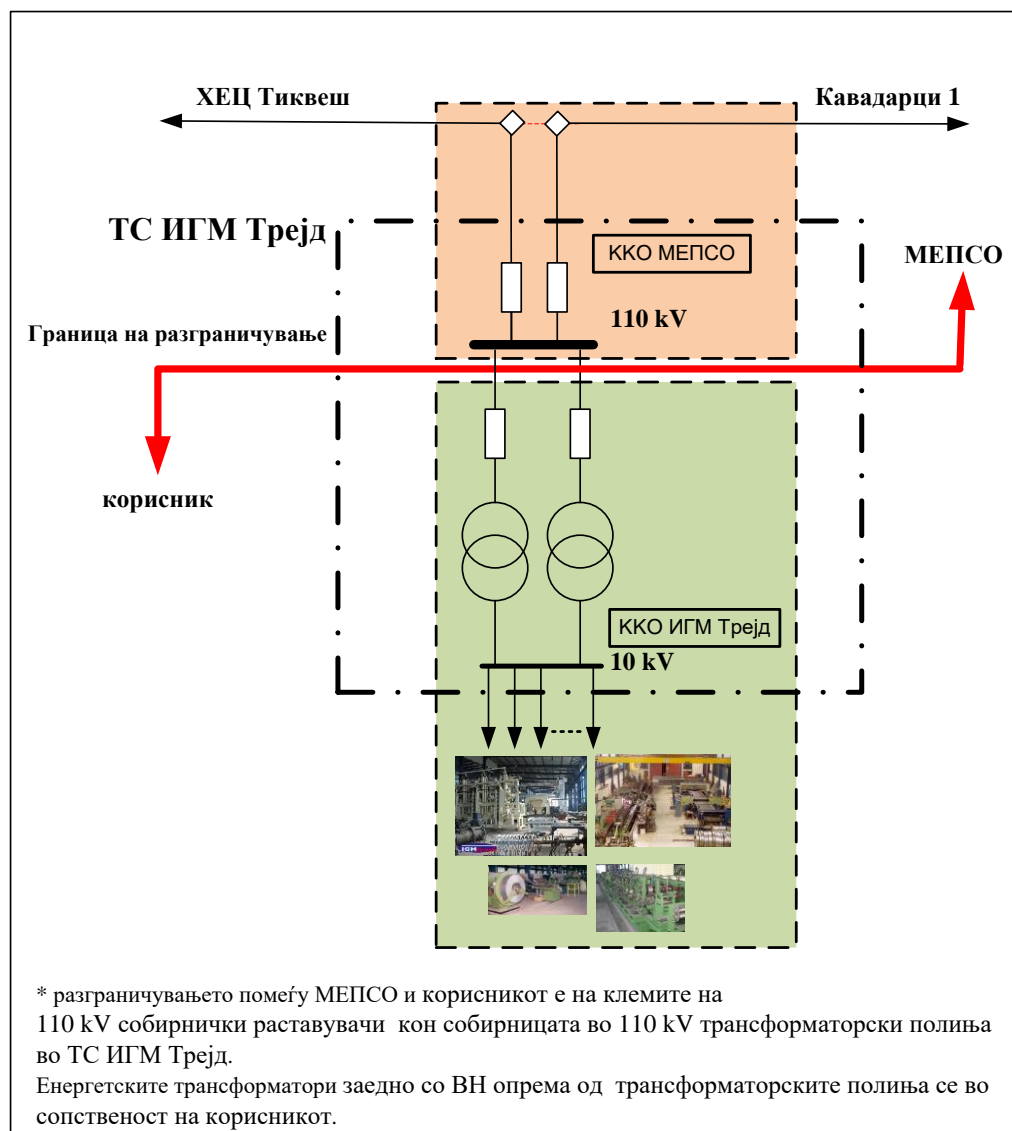 ХЕЦ Тиквеш
Кавадарци 1
ТС ИГМ Трејд
ККО МЕПСО
МЕПСО
110 kV
Граница на разграничување
корисник
ККО ИГМ Трејд
10 kV
IGM
* разграничувањето помеѓу МЕПСО и корисникот е на клемите на
110 kV собирнички раставувачи кон собирницата во 110 kV трансформаторски полиња
во ТС ИГМ Трејд.
Енергетските трансформатори заедно со ВН опрема од трансформаторските полиња се во
сопственост на корисникот.